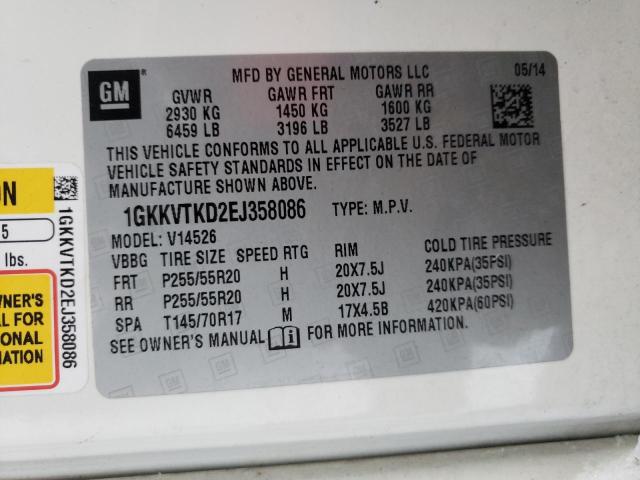 GM
®
MFD BY GENERAL MOTORS LLC 05/14
GVWR GAWR FRT GAWR RR
2930 KG 1450 KG 1600 KG
6459 LB 3196 LB 3527 LB
THIS VEHICLE CONFORMS TO ALL APPLICABLE U.S. FEDERAL MOTOR
VEHICLE SAFETY STANDARDS IN EFFECT ON THE DATE OF
MANUFACTURE SHOWN ABOVE.
1GKKVTKD2EJ358086 TYPE: M.P.V.
MODEL: V14526
VBBG TIRE SIZE SPEED RTG RIM COLD TIRE PRESSURE
FRT P255/55R20 H 20X7.5J 240KPA(35PSI)
RR P255/55R20 H 20X7.5J 240KPA(35PSI)
SPA T145/70R17 M 17X4.5B 420KPA(60PSI)
SEE OWNER'S MANUAL i FOR MORE INFORMATION.
ON
5
lbs.
WNER'S
AL FOR
IONAL
MATION
1GKKVTKD2EJ358086